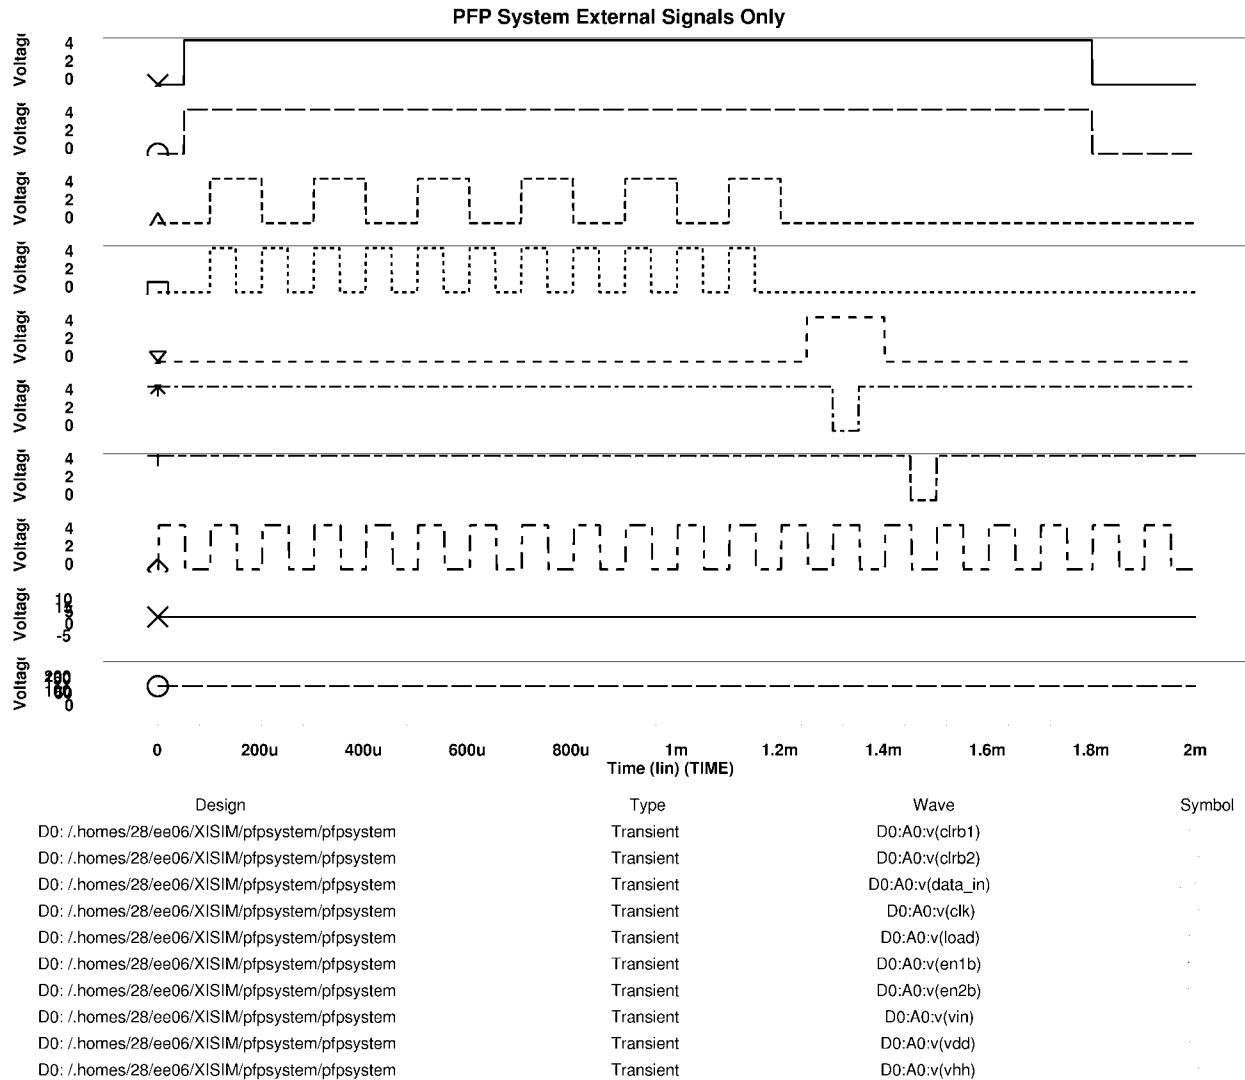 PFP System External Signals Only
Voltage 4 2 0
Voltage 4 2 0
Voltage 4 2 0
Voltage 4 2 0
Voltage 4 2 0
Voltage 4 2 0
Voltage 4 2 0
Voltage 4 2 0
Voltage 10 0 -5
Voltage 200 0
0 200u 400u 600u 800u 1m 1.2m 1.4m 1.6m 1.8m 2m
Time (lin) (TIME)
Design Type Wave Symbol
D0: /.homes/28/ee06/XISIM/pfpsystem/pfpsystem Transient D0:A0:v(clrb1)
D0: /.homes/28/ee06/XISIM/pfpsystem/pfpsystem Transient D0:A0:v(clrb2)
D0: /.homes/28/ee06/XISIM/pfpsystem/pfpsystem Transient D0:A0:v(data_in)
D0: /.homes/28/ee06/XISIM/pfpsystem/pfpsystem Transient D0:A0:v(clk)
D0: /.homes/28/ee06/XISIM/pfpsystem/pfpsystem Transient D0:A0:v(load)
D0: /.homes/28/ee06/XISIM/pfpsystem/pfpsystem Transient D0:A0:v(en1b)
D0: /.homes/28/ee06/XISIM/pfpsystem/pfpsystem Transient D0:A0:v(en2b)
D0: /.homes/28/ee06/XISIM/pfpsystem/pfpsystem Transient D0:A0:v(vin)
D0: /.homes/28/ee06/XISIM/pfpsystem/pfpsystem Transient D0:A0:v(vdd)
D0: /.homes/28/ee06/XISIM/pfpsystem/pfpsystem Transient D0:A0:v(vhh)